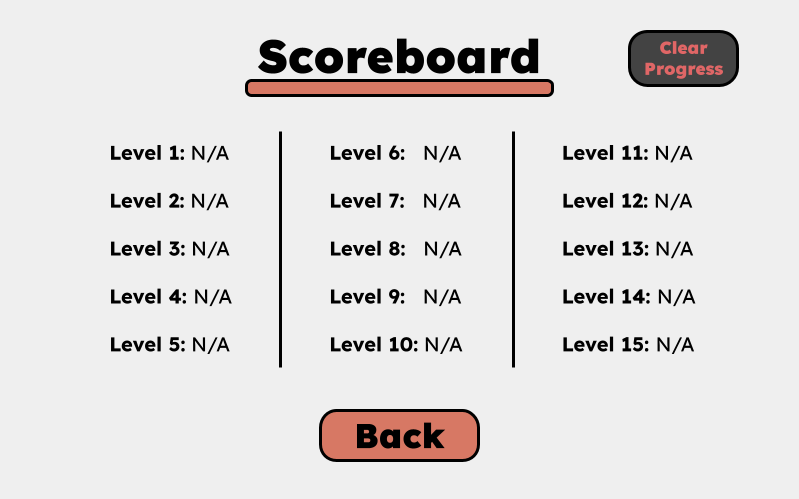 Scoreboard
Clear
Progress
Level 1: N/A
Level 2: N/A
Level 3: N/A
Level 4: N/A
Level 5: N/A
Level 6: N/A
Level 7: N/A
Level 8: N/A
Level 9: N/A
Level 10: N/A
Level 11: N/A
Level 12: N/A
Level 13: N/A
Level 14: N/A
Level 15: N/A
Back